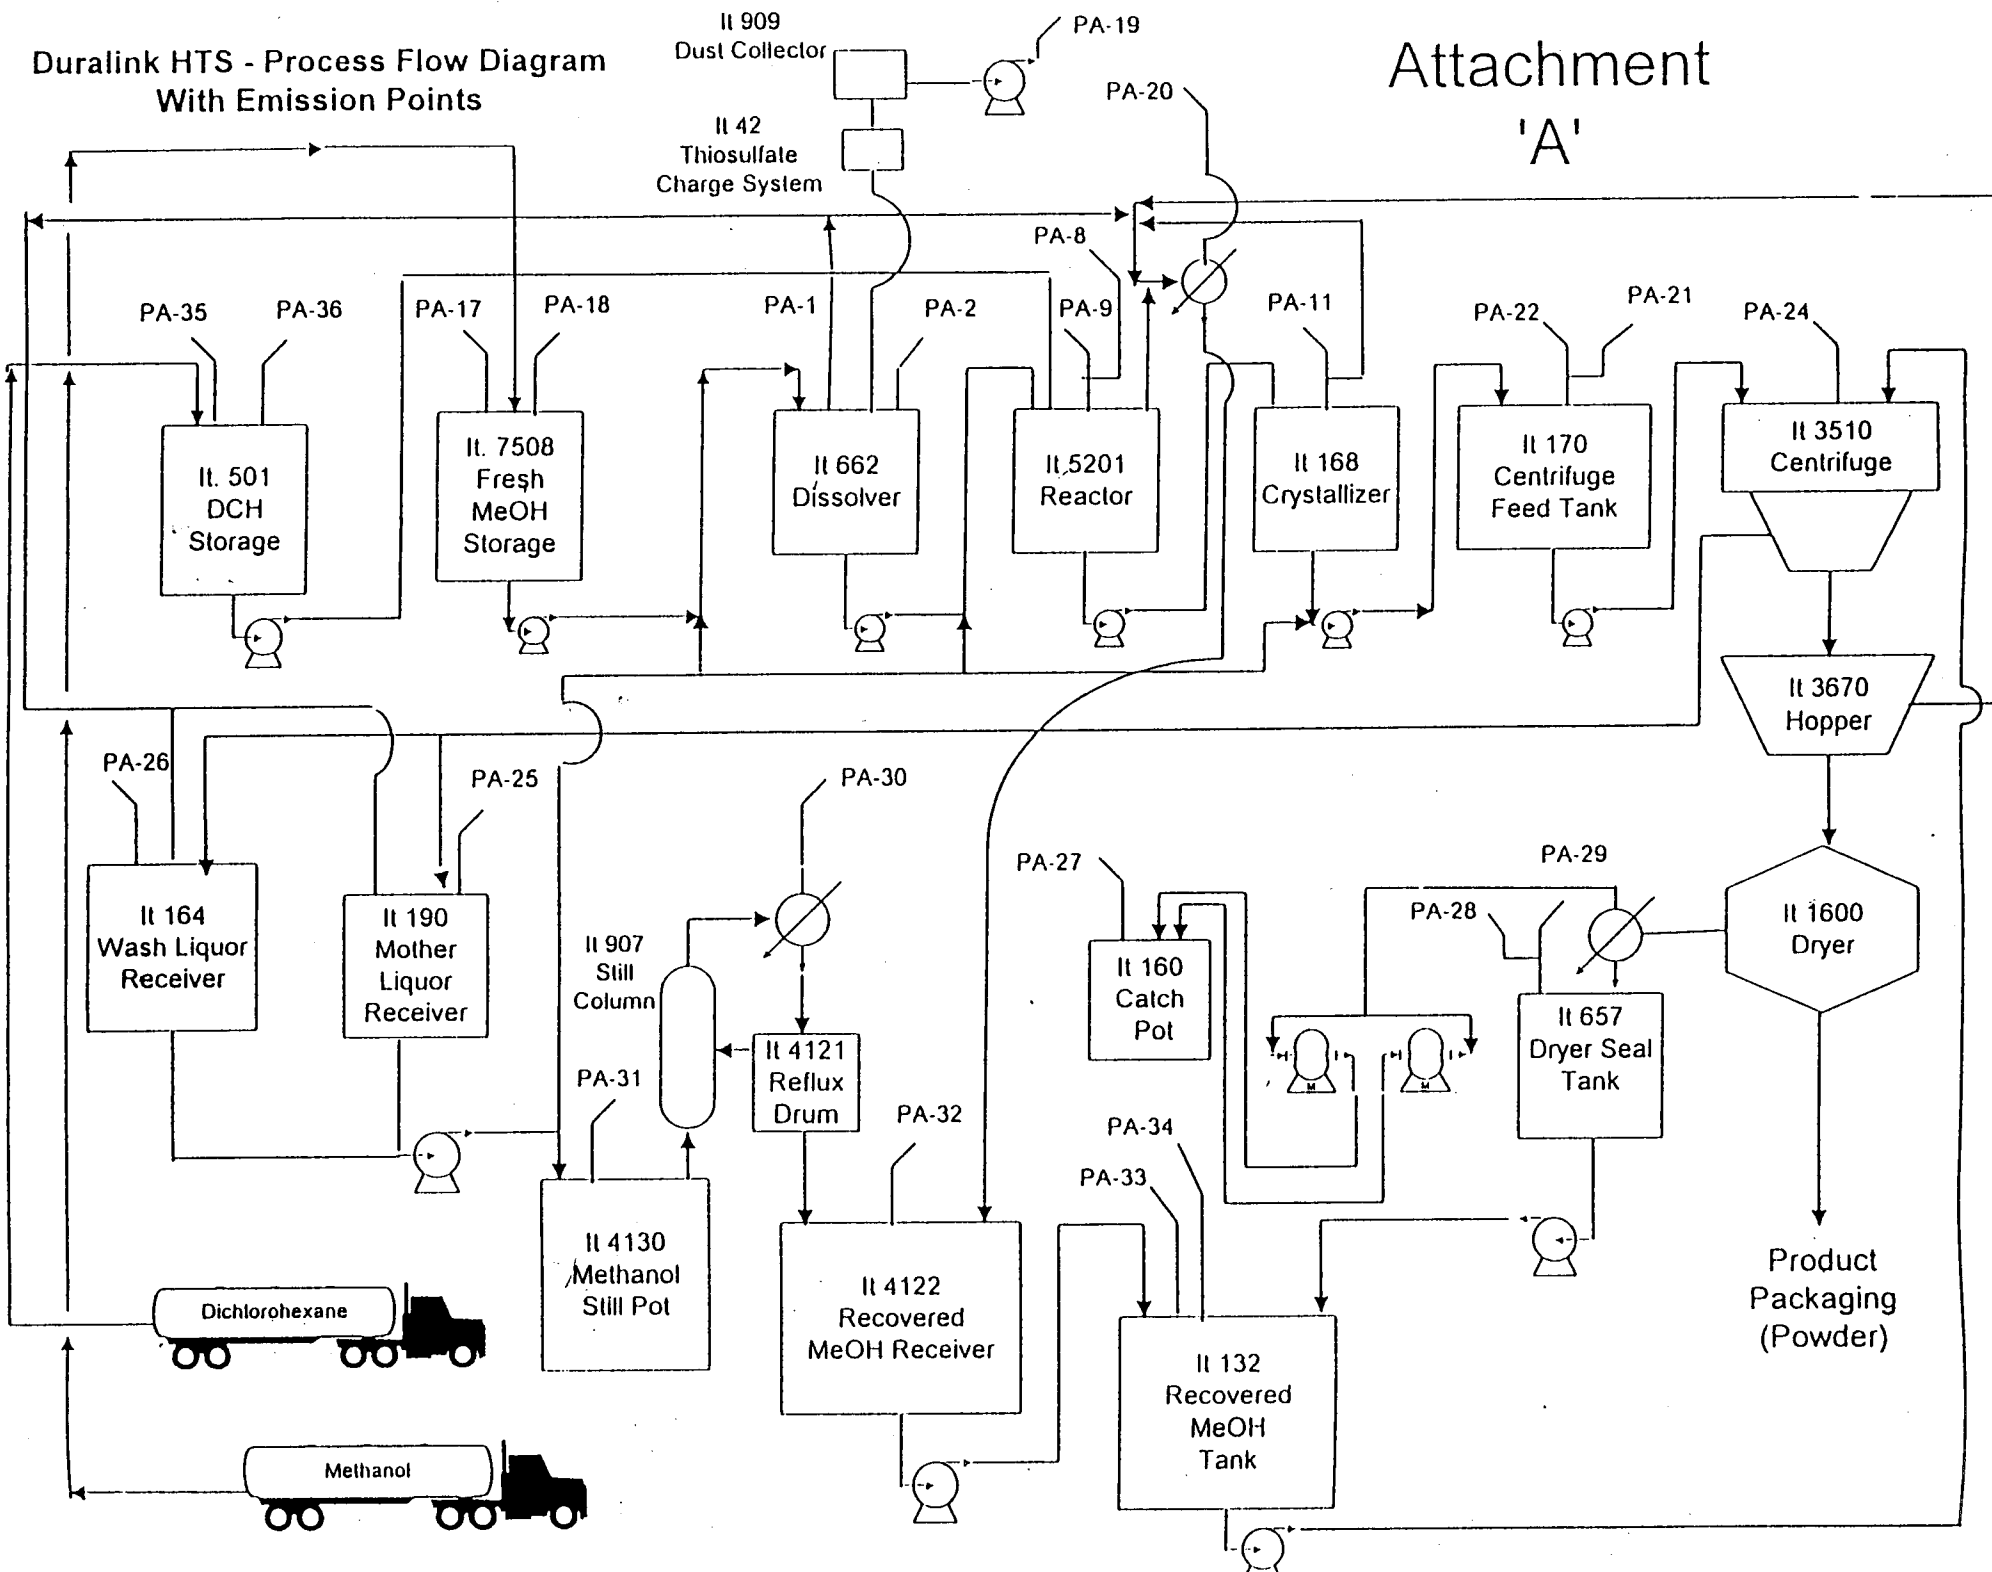 Duralink HTS - Process Flow Diagram
With Emission Points
Attachment
'A'
It 909
Dust Collector
PA-19
It 42
Thiosulfate
Charge System
PA-20
PA-8
PA-35
PA-36
PA-17
PA-18
PA-1
PA-2
PA-9
PA-11
PA-22
PA-21
PA-24
It. 501
DCH
Storage
It. 7508
Fresh
MeOH
Storage
It 662
Dissolver
It 5201
Reactor
It 168
Crystallizer
It 170
Centrifuge
Feed Tank
It 3510
Centrifuge
It 3670
Hopper
PA-26
PA-25
PA-30
PA-27
PA-28
PA-29
It 164
Wash Liquor
Receiver
It 190
Mother
Liquor
Receiver
It 907
Still
Column
It 160
Catch
Pot
It 1600
Dryer
It 657
Dryer Seal
Tank
M
M
It 4121
Reflux
Drum
PA-31
PA-32
PA-34
PA-33
It 4130
Methanol
Still Pot
It 4122
Recovered
MeOH Receiver
It 132
Recovered
MeOH
Tank
Product
Packaging
(Powder)
Dichlorohexane
Methanol